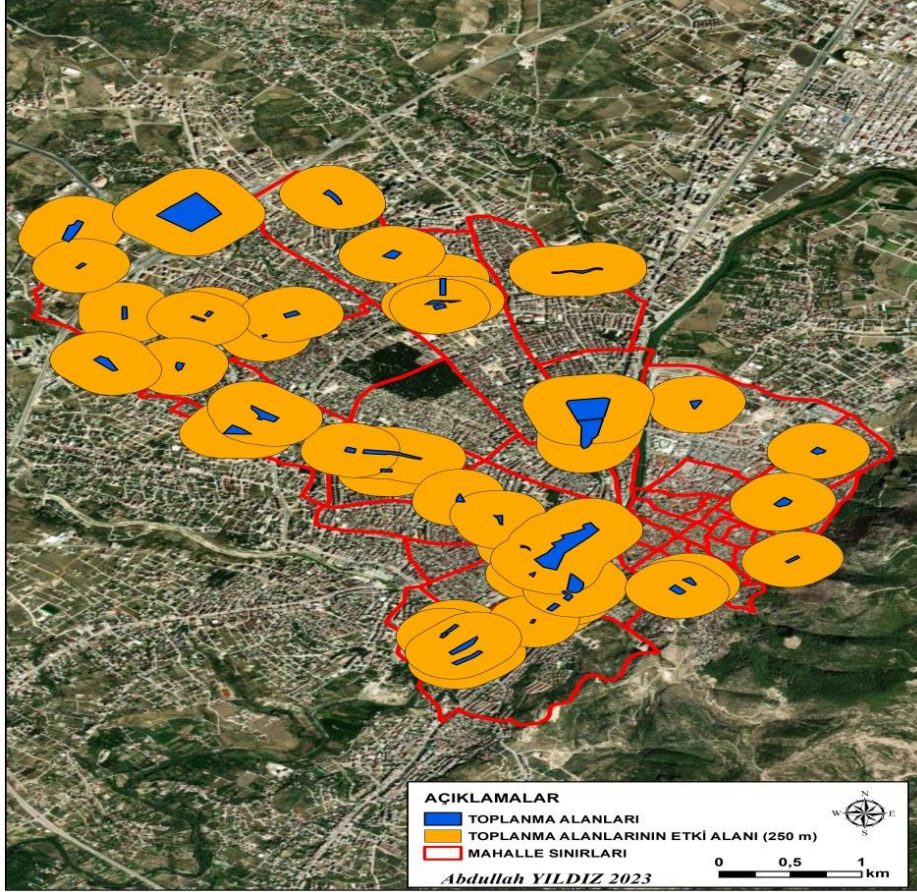 AÇIKLAMALAR
TOPLANMA ALANLARI
TOPLANMA ALANLARININ ETKİ ALANI (250 m)
MAHALLE SINIRLARI
Abdullah YILDIZ 2023
N
W E
S
0 0,5 1
km